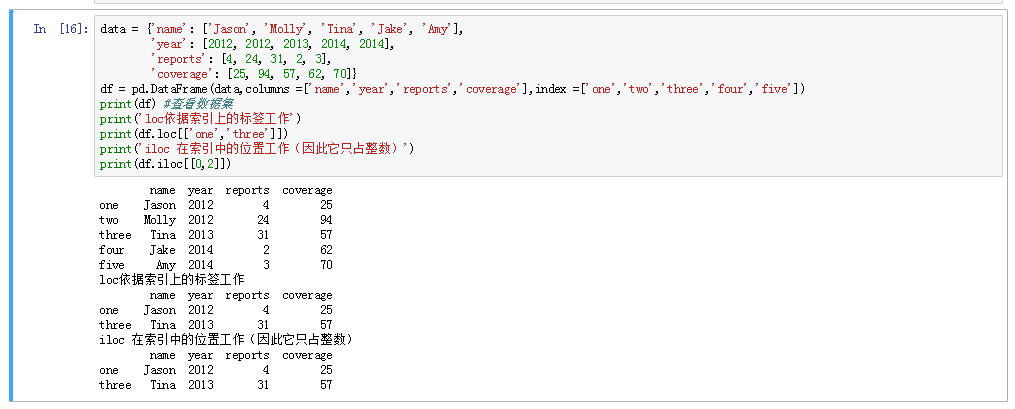 In [16]: data = {'name': ['Jason', 'Molly', 'Tina', 'Jake', 'Amy'],
'year': [2012, 2012, 2013, 2014, 2014],
'reports': [4, 24, 31, 2, 3],
'coverage': [25, 94, 57, 62, 70]}
df = pd.DataFrame(data,columns =['name','year','reports','coverage'],index =['one','two','three','four','five'])
print(df) #查看数据集
print('loc依据索引上的标签工作')
print(df.loc[['one','three']])
print('iloc 在索引中的位置工作（因此它只占整数）')
print(df.iloc[[0,2]])
name year reports coverage
one Jason 2012 4 25
two Molly 2012 24 94
three Tina 2013 31 57
four Jake 2014 2 62
five Amy 2014 3 70
loc依据索引上的标签工作
name year reports coverage
one Jason 2012 4 25
three Tina 2013 31 57
iloc 在索引中的位置工作（因此它只占整数）
name year reports coverage
one Jason 2012 4 25
three Tina 2013 31 57